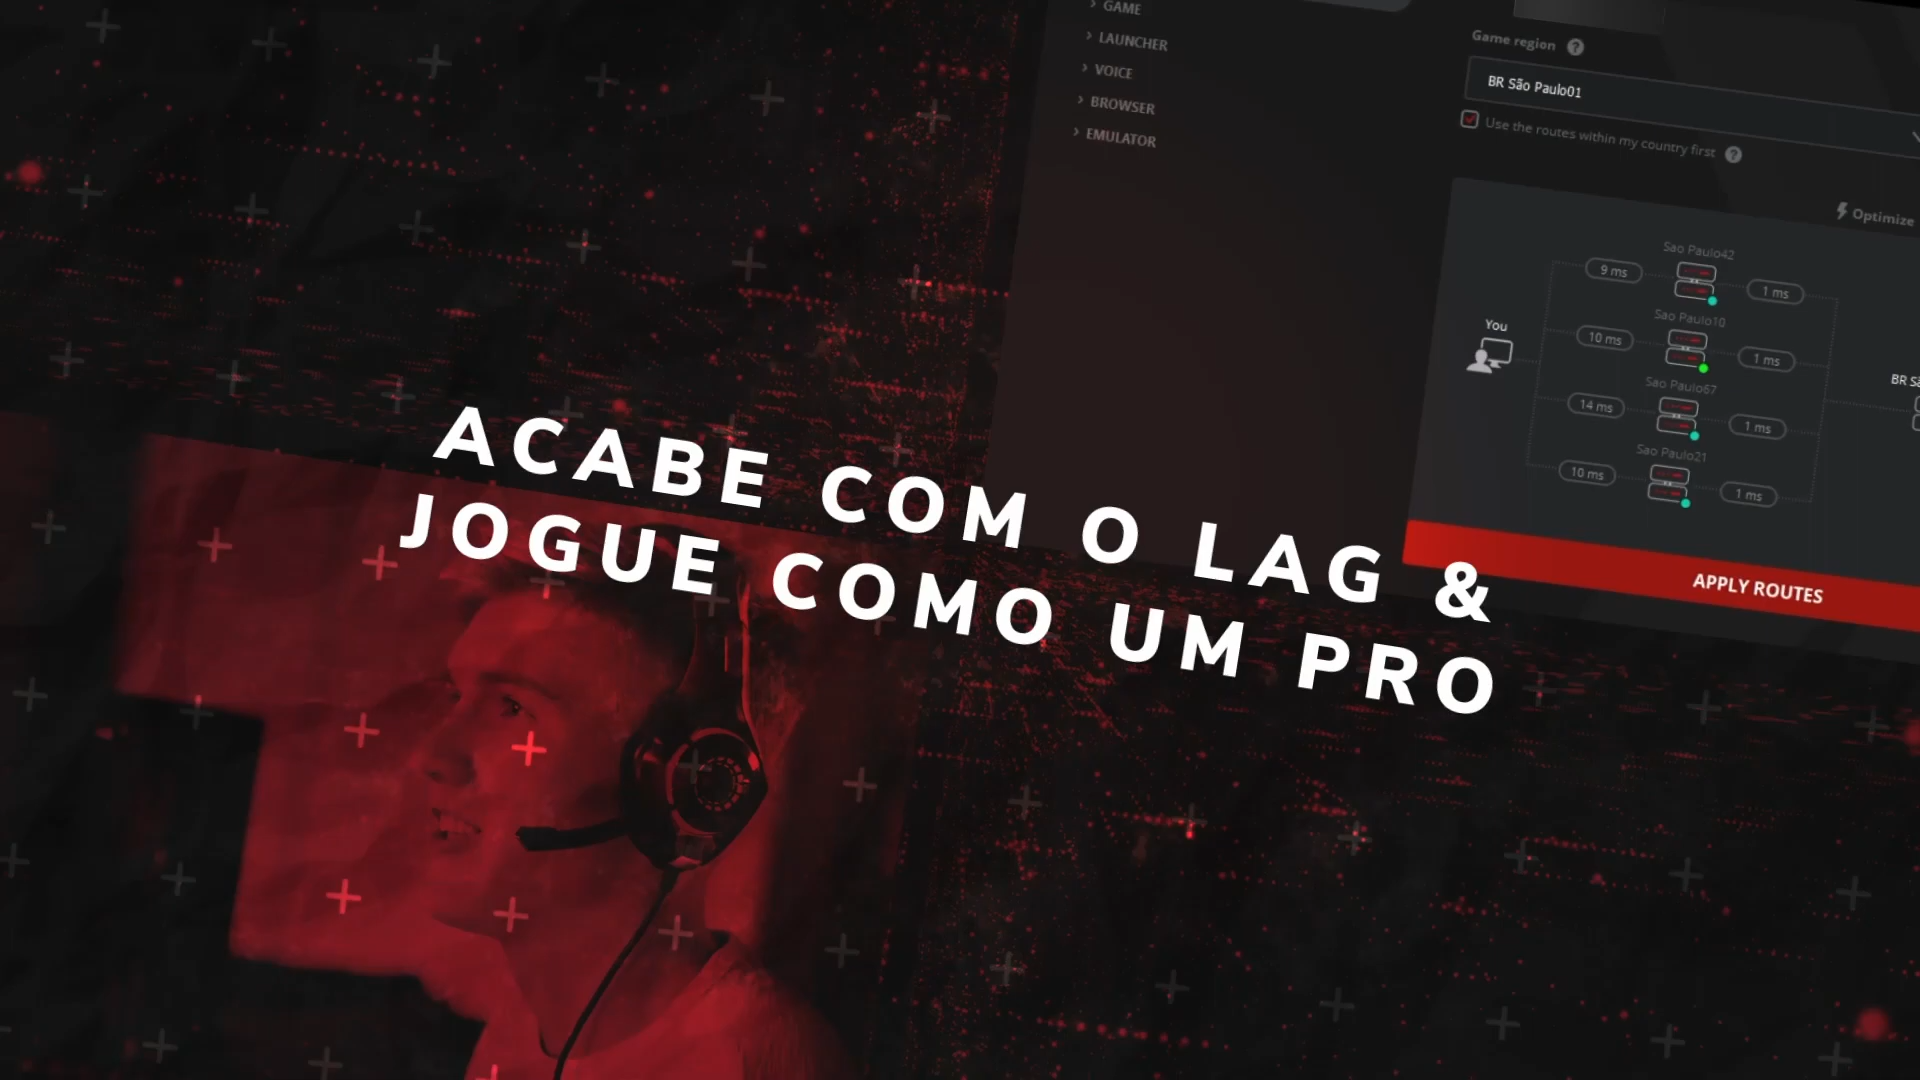 GAME
LAUNCHER
VOICE
BROWSER
EMULATOR
Game region ?
BR São Paulo01
Use the routes within my country first ?
Optimize
Sao Paulo42
9 ms
1 ms
Sao Paulo10
10 ms
1 ms
You
BR Sã
Sao Paulo67
14 ms
1 ms
Sao Paulo21
10 ms
1 ms
APPLY ROUTES
ACABE COM O LAG &
JOGUE COMO UM PRO